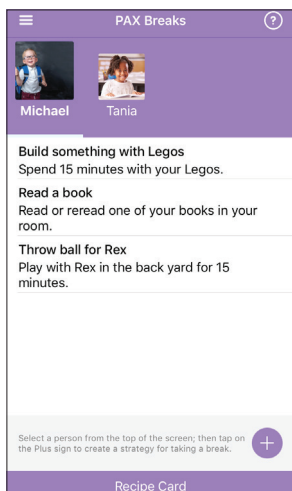 PAX Breaks
?
Michael
Tania
Build something with Legos
Spend 15 minutes with your Legos.
Read a book
Read or reread one of your books in your
room.
Throw ball for Rex
Play with Rex in the back yard for 15
minutes.
Select a person from the top of the screen; then tap on
the Plus sign to create a strategy for taking a break.
+
Recipe Card